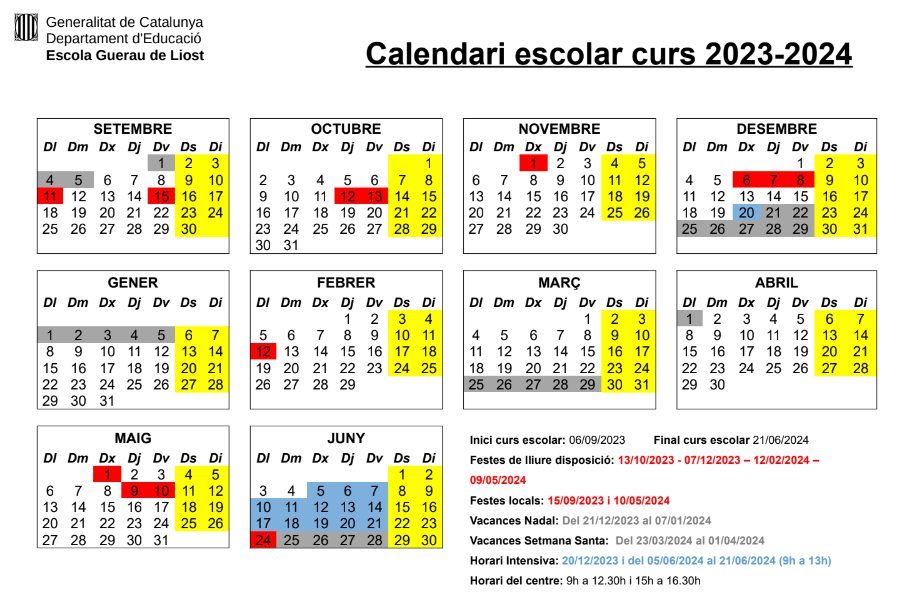 Generalitat de Catalunya
Departament d'Educació
Escola Guerau de Liost
Calendari escolar curs 2023-2024
SETEMBRE
Dl Dm Dx Dj Dv Ds Di
1 2 3
4 5 6 7 8 9 10
11 12 13 14 15 16 17
18 19 20 21 22 23 24
25 26 27 28 29 30
OCTUBRE
Dl Dm Dx Dj Dv Ds Di
1
2 3 4 5 6 7 8
9 10 11 12 13 14 15
16 17 18 19 20 21 22
23 24 25 26 27 28 29
30 31
NOVEMBRE
Dl Dm Dx Dj Dv Ds Di
1 2 3 4 5
6 7 8 9 10 11 12
13 14 15 16 17 18 19
20 21 22 23 24 25 26
27 28 29 30
DESEMBRE
Dl Dm Dx Dj Dv Ds Di
1 2 3
4 5 6 7 8 9 10
11 12 13 14 15 16 17
18 19 20 21 22 23 24
25 26 27 28 29 30 31
GENER
Dl Dm Dx Dj Dv Ds Di
1 2 3 4 5 6 7
8 9 10 11 12 13 14
15 16 17 18 19 20 21
22 23 24 25 26 27 28
29 30 31
FEBRER
Dl Dm Dx Dj Dv Ds Di
1 2 3 4
5 6 7 8 9 10 11
12 13 14 15 16 17 18
19 20 21 22 23 24 25
26 27 28 29
MARÇ
Dl Dm Dx Dj Dv Ds Di
1 2 3
4 5 6 7 8 9 10
11 12 13 14 15 16 17
18 19 20 21 22 23 24
25 26 27 28 29 30 31
ABRIL
Dl Dm Dx Dj Dv Ds Di
1 2 3 4 5 6 7
8 9 10 11 12 13 14
15 16 17 18 19 20 21
22 23 24 25 26 27 28
29 30
MAIG
Dl Dm Dx Dj Dv Ds Di
1 2 3 4 5
6 7 8 9 10 11 12
13 14 15 16 17 18 19
20 21 22 23 24 25 26
27 28 29 30 31
JUNY
Dl Dm Dx Dj Dv Ds Di
1 2
3 4 5 6 7 8 9
10 11 12 13 14 15 16
17 18 19 20 21 22 23
24 25 26 27 28 29 30
Inici curs escolar: 06/09/2023 Final curs escolar 21/06/2024
Festes de lliure disposició: 13/10/2023 - 07/12/2023 – 12/02/2024 –
09/05/2024
Festes locals: 15/09/2023 i 10/05/2024
Vacances Nadal: Del 21/12/2023 al 07/01/2024
Vacances Setmana Santa: Del 23/03/2024 al 01/04/2024
Horari Intensiva: 20/12/2023 i del 05/06/2024 al 21/06/2024 (9h a 13h)
Horari del centre: 9h a 12.30h i 15h a 16.30h